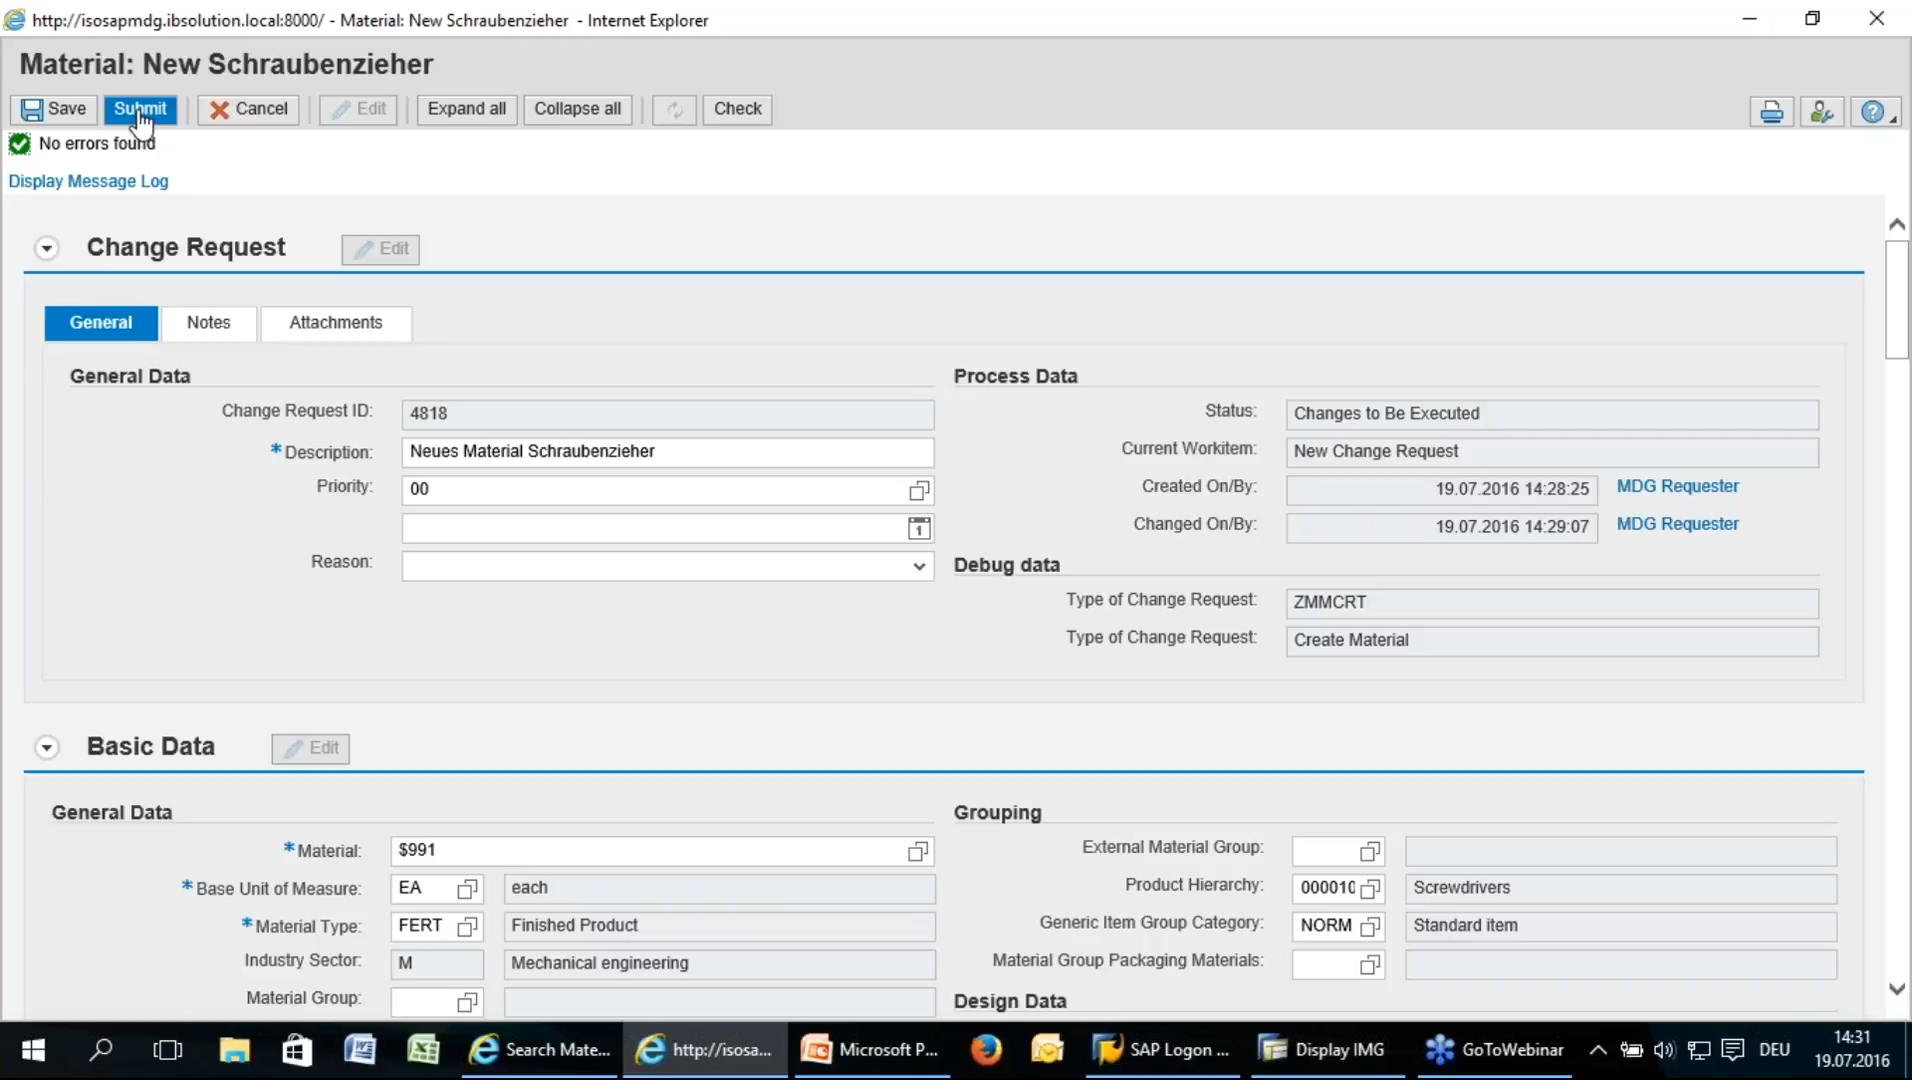 http://isosapmdg.ibsolution.local:8000/ - Material: New Schraubenzieher - Internet Explorer
Material: New Schraubenzieher
Save Submit Cancel Edit Expand all Collapse all Check
No errors found
Display Message Log
Change Request Edit
General Notes Attachments
General Data
Change Request ID: 4818
* Description: Neues Material Schraubenzieher
Priority: 00
1
Reason:
Process Data
Status: Changes to Be Executed
Current Workitem: New Change Request
Created On/By: 19.07.2016 14:28:25 MDG Requester
Changed On/By: 19.07.2016 14:29:07 MDG Requester
Debug data
Type of Change Request: ZMMCRT
Type of Change Request: Create Material
Basic Data Edit
General Data
* Material: $991
* Base Unit of Measure: EA each
* Material Type: FERT Finished Product
Industry Sector: M Mechanical engineering
Material Group:
Grouping
External Material Group:
Product Hierarchy: 000010 Screwdrivers
Generic Item Group Category: NORM Standard item
Material Group Packaging Materials:
Design Data
Search Mate... http://isosa... Microsoft P... SAP Logon ... Display IMG GoToWebinar DEU 14:31
19.07.2016